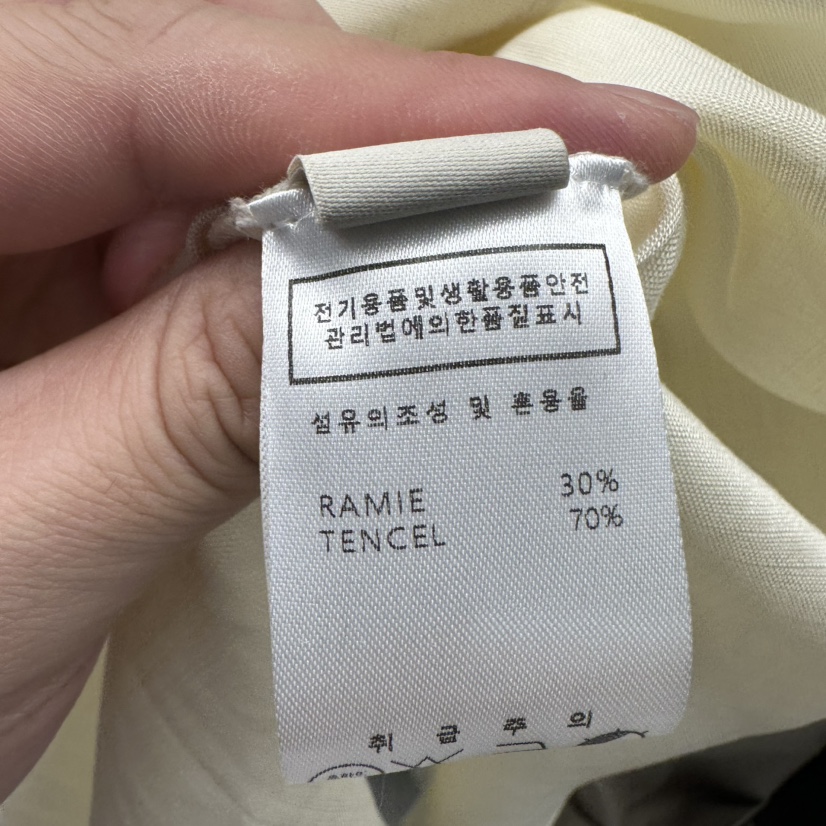 전기용품및생활용품안전
관리법에의한품질표시
섬유의조성 및 혼용율
RAMIE 30%
TENCEL 70%
취 급 주 의